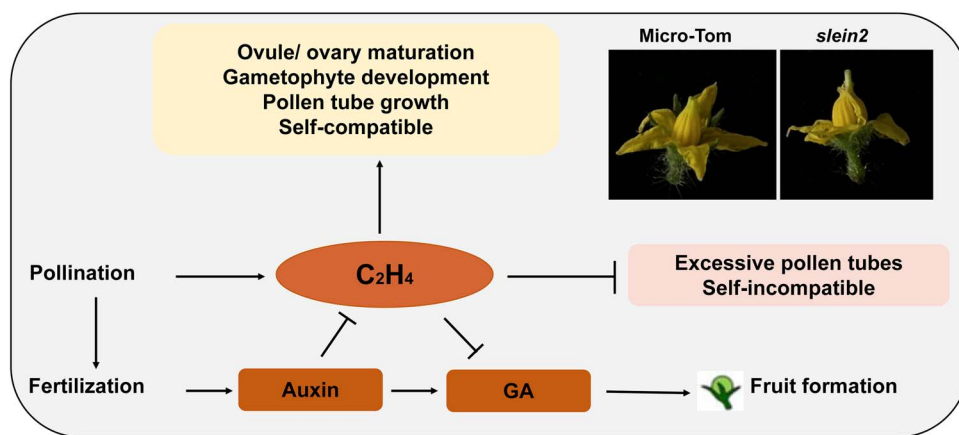 Ovule/ ovary maturation
Gametophyte development
Pollen tube growth
Self-compatible
Micro-Tom
slein2
Pollination
C₂H₄
Excessive pollen tubes
Self-incompatible
Fertilization
Auxin
GA
Fruit formation